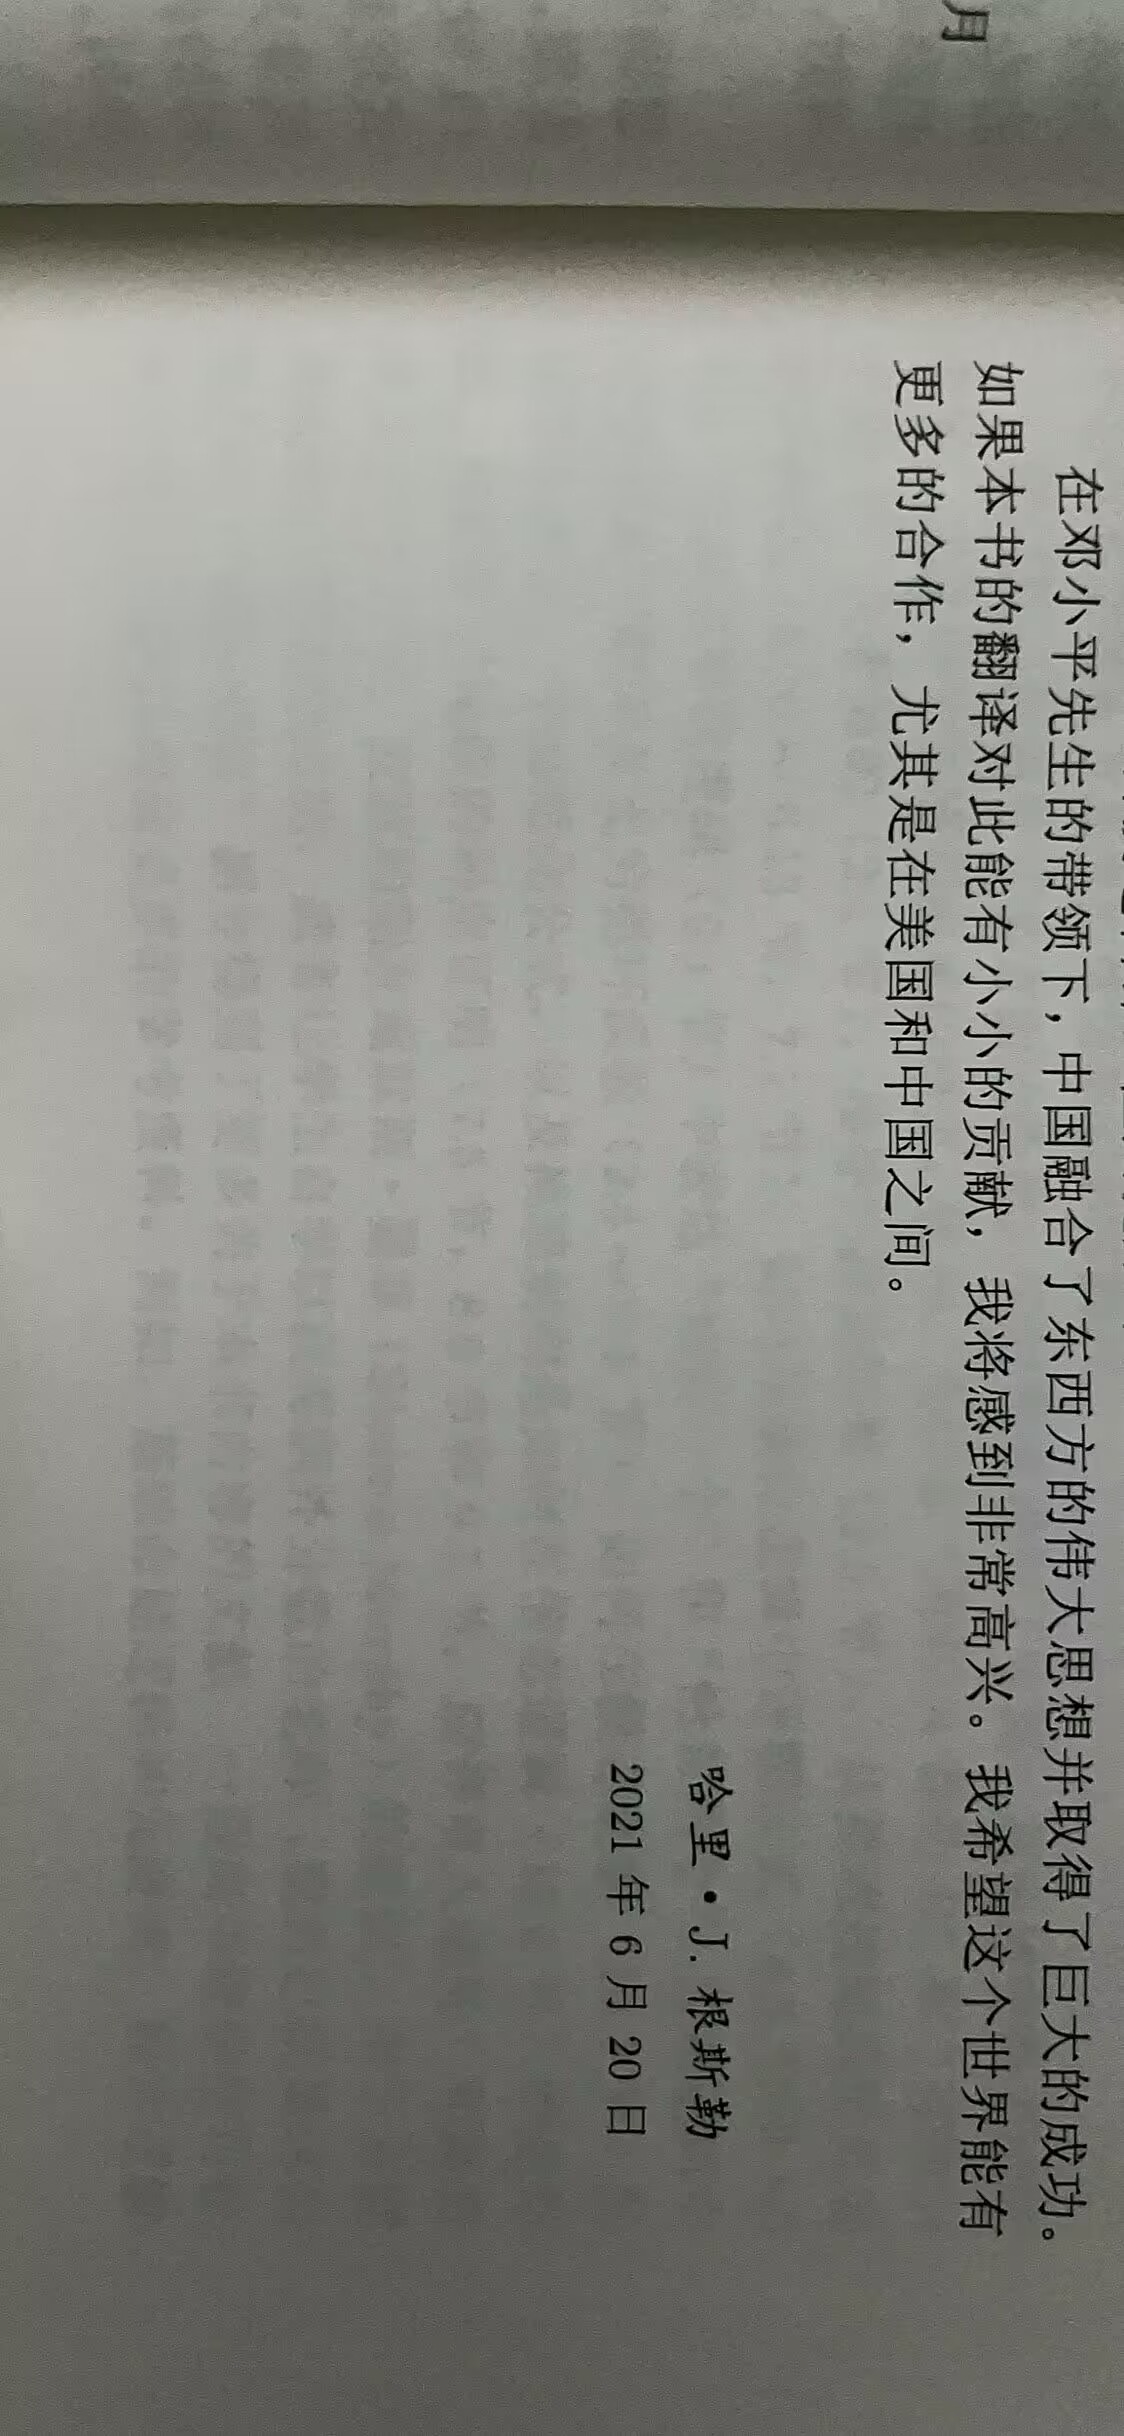 在邓小平先生的带领下，中国融合了东西方的伟大思想并取得了巨大的成功。
如果本书的翻译对此能有小小的贡献，我将感到非常高兴。我希望这个世界能有
更多的合作，尤其是在美国和中国之间。
哈里·J. 根斯勒
2021 年 6 月 20 日
月